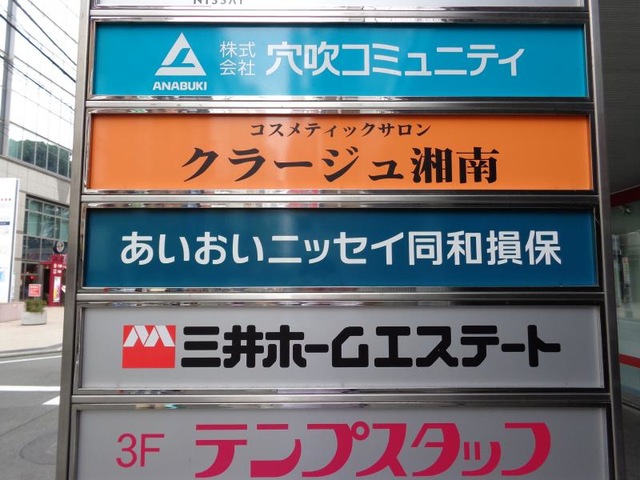 NISSAY
株式会社 穴吹コミュニティ
ANABUKI
コスメティックサロン
クラージュ湘南
あいおいニッセイ同和損保
三井ホームエステート
3F テンプスタッフ